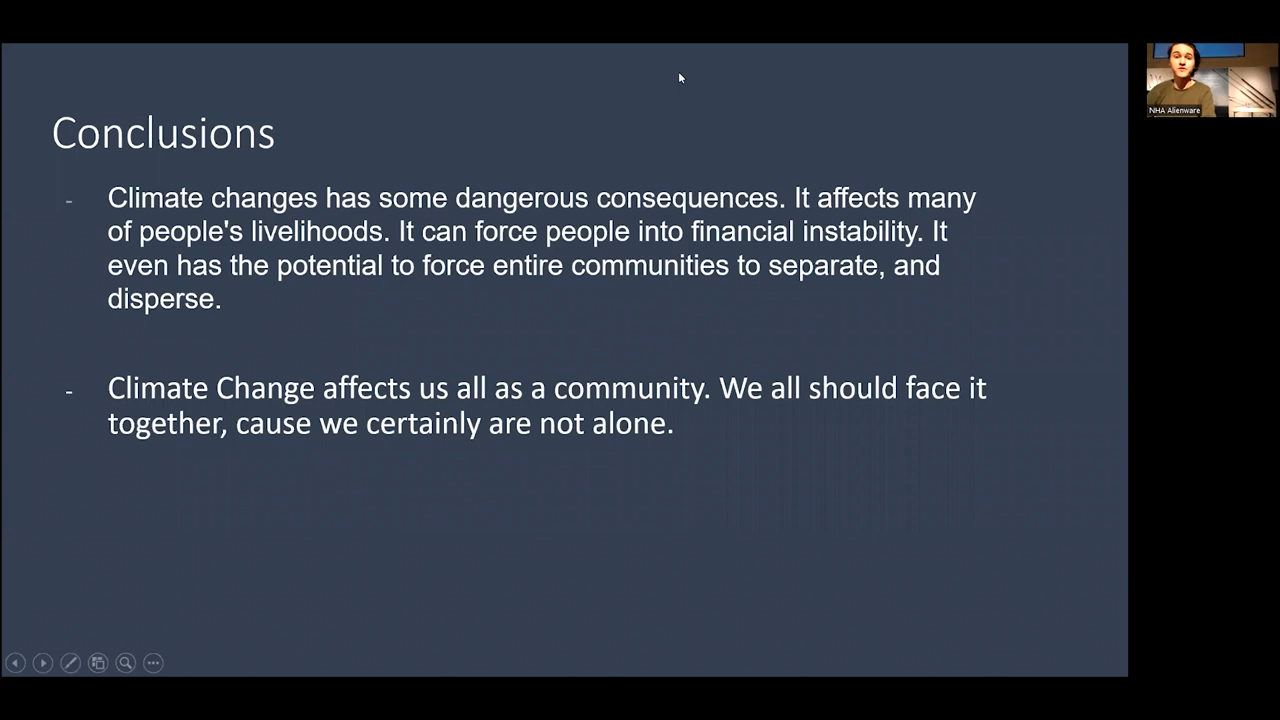 Conclusions
- Climate changes has some dangerous consequences. It affects many
of people's livelihoods. It can force people into financial instability. It
even has the potential to force entire communities to separate, and
disperse.
- Climate Change affects us all as a community. We all should face it
together, cause we certainly are not alone.
NHA Alienware